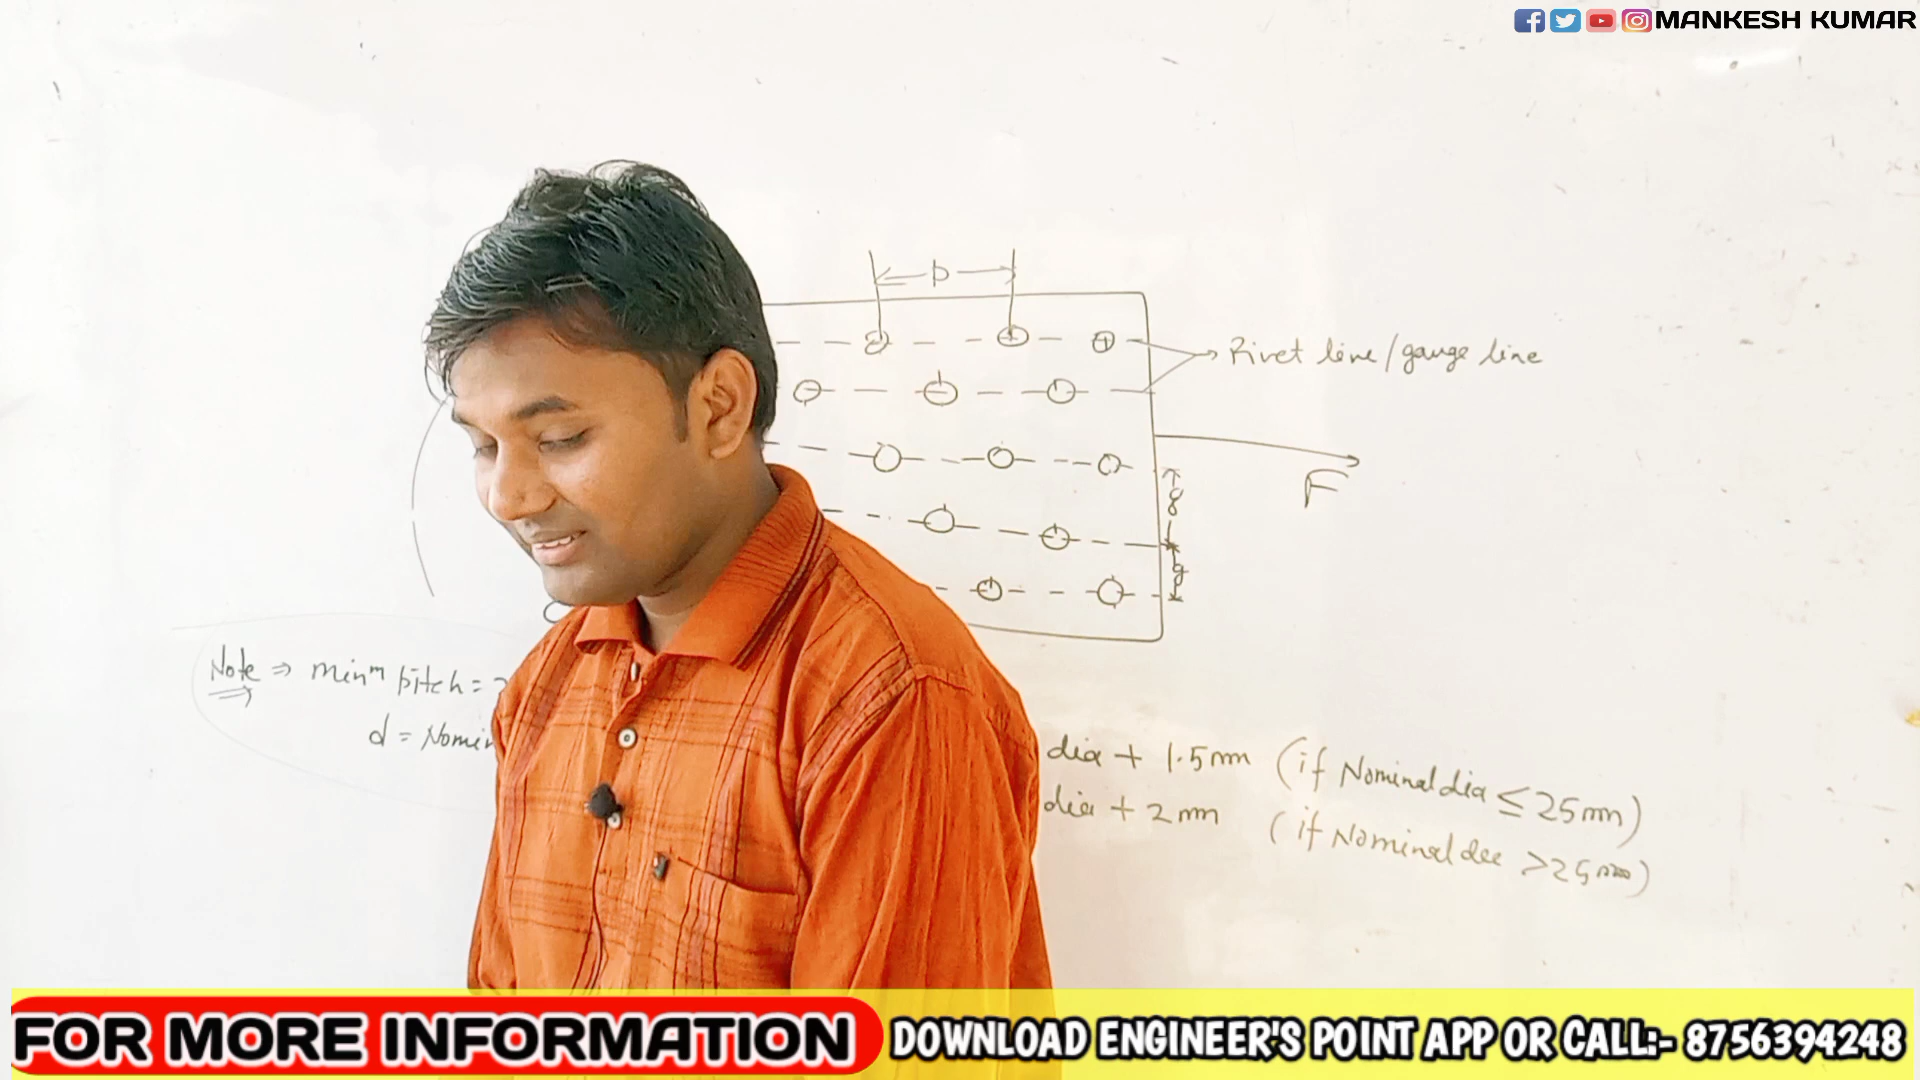 MANKESH KUMAR
p
Rivet line/gauge line
F
g
g
Note ⇒ minᵐ pitch =
d = Nomin
dia + 1.5mm (if Nominal dia ≤ 25mm)
dia + 2mm (if Nominal dia >25mm)
FOR MORE INFORMATION DOWNLOAD ENGINEER'S POINT APP OR CALL:- 8756394248